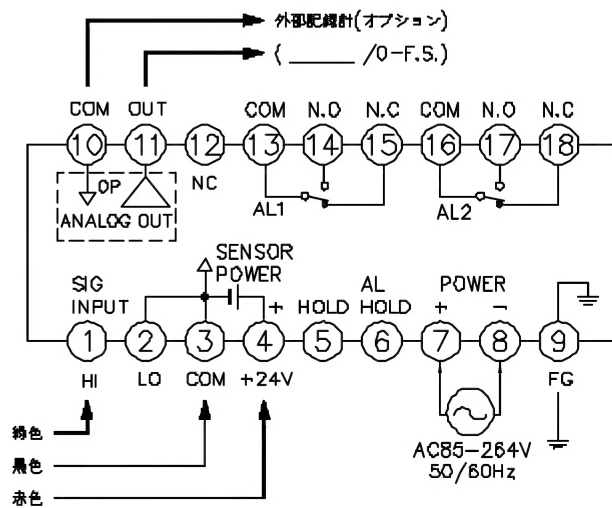 外部記録計(オプション)
( ______ /0-F.S.)
COM OUT COM N.O N.C COM N.O N.C
10 11 12 13 14 15 16 17 18
OP NC
ANALOG OUT
AL1 AL2
SENSOR
POWER
SIG
INPUT
+ HOLD AL
HOLD
POWER
+ -
1 2 3 4 5 6 7 8 9
HI LO COM +24V FG
緑色
黒色
赤色
AC85-264V
50/60Hz